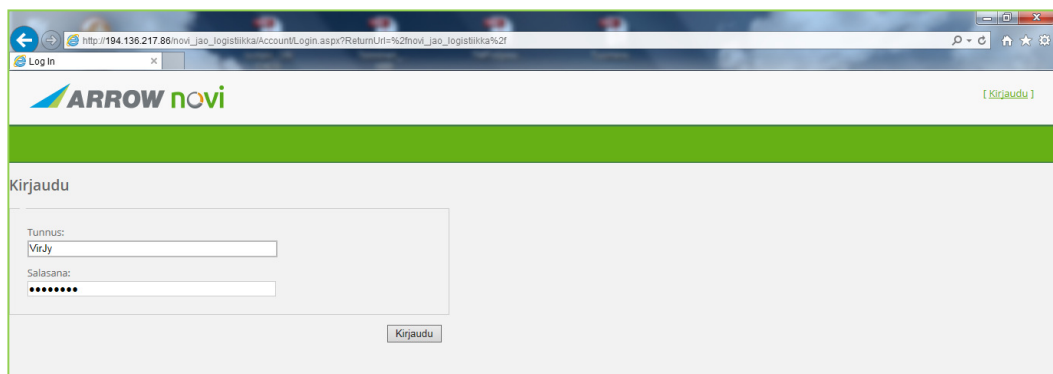 http://194.136.217.86/novi_jao_logistiikka/Account/Login.aspx?ReturnUrl=%2fnovi_jao_logistiikka%2f
Log In
ARROW novi
[ Kirjaudu ]
Kirjaudu
Tunnus:
VirJy
Salasana:
••••••••
Kirjaudu